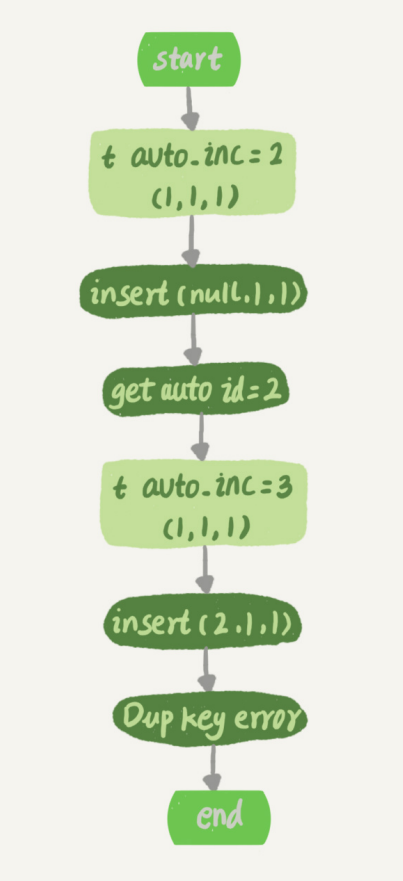 start
t auto_inc=2
(1,1,1)
insert(null,1,1)
get auto id=2
t auto_inc=3
(1,1,1)
insert(2,1,1)
Dup key error
end